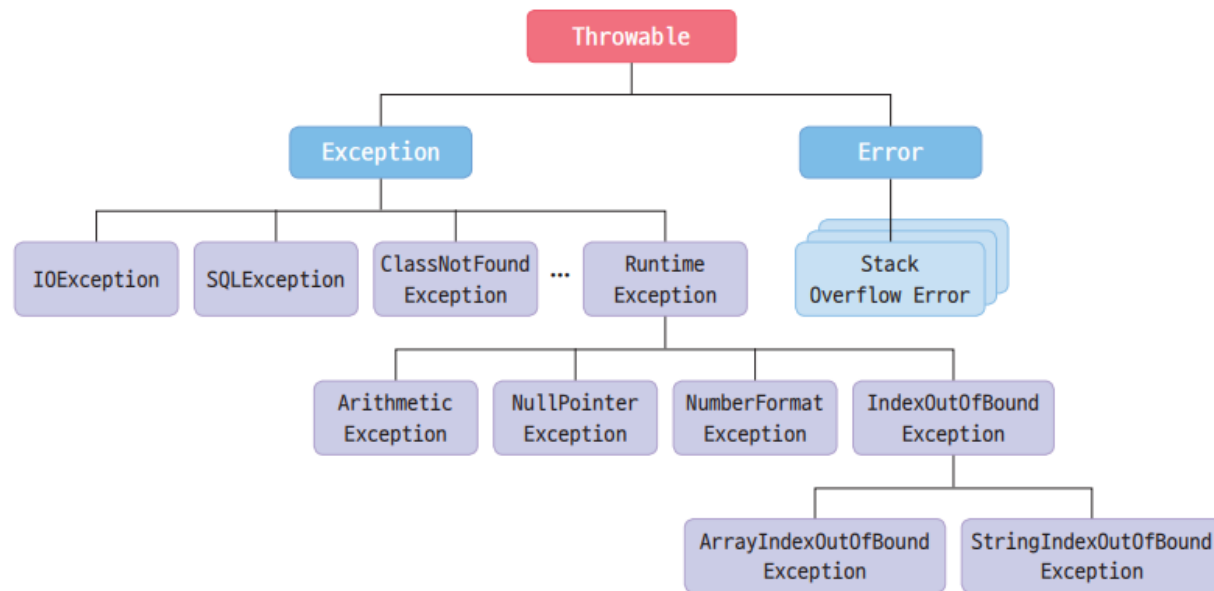 Throwable
Exception
Error
IOException
SQLException
ClassNotFound
Exception
...
Runtime
Exception
Stack
Overflow Error
Arithmetic
Exception
NullPointer
Exception
NumberFormat
Exception
IndexOutOfBound
Exception
ArrayIndexOutOfBound
Exception
StringIndexOutOfBound
Exception